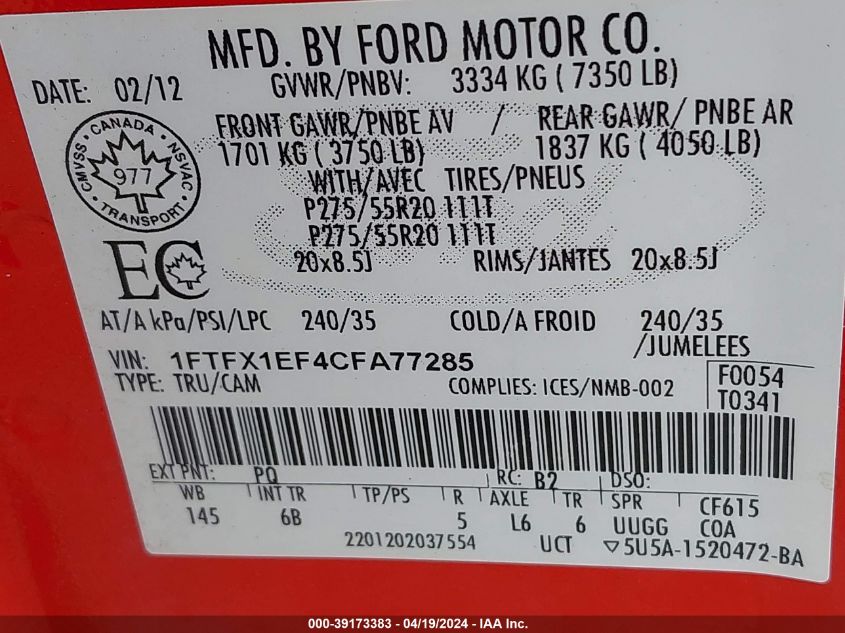 MFD. BY FORD MOTOR CO.
DATE: 02/12 GVWR/PNBV: 3334 KG ( 7350 LB)
FRONT GAWR/PNBE AV / REAR GAWR/ PNBE AR
1701 KG ( 3750 LB) 1837 KG ( 4050 LB)
WITH/AVEC TIRES/PNEUS
P275/55R20 111T
P275/55R20 111T
20x8.5J RIMS/JANTES 20x8.5J
CMVSS • CANADA • NSVAC • TRANSPORT •
977
EC
AT/A kPa/PSI/LPC 240/35 COLD/A FROID 240/35
/JUMELEES
VIN: 1FTFX1EF4CFA77285
TYPE: TRU/CAM COMPLIES: ICES/NMB-002
F0054
T0341
EXT PNT: PQ RC: B2 DSO:
WB INT TR TP/PS R AXLE TR SPR CF615
145 6B 5 L6 6 UUGG COA
2201202037554 UCT ▽5U5A-1520472-BA
000-39173383 - 04/19/2024 - IAA Inc.